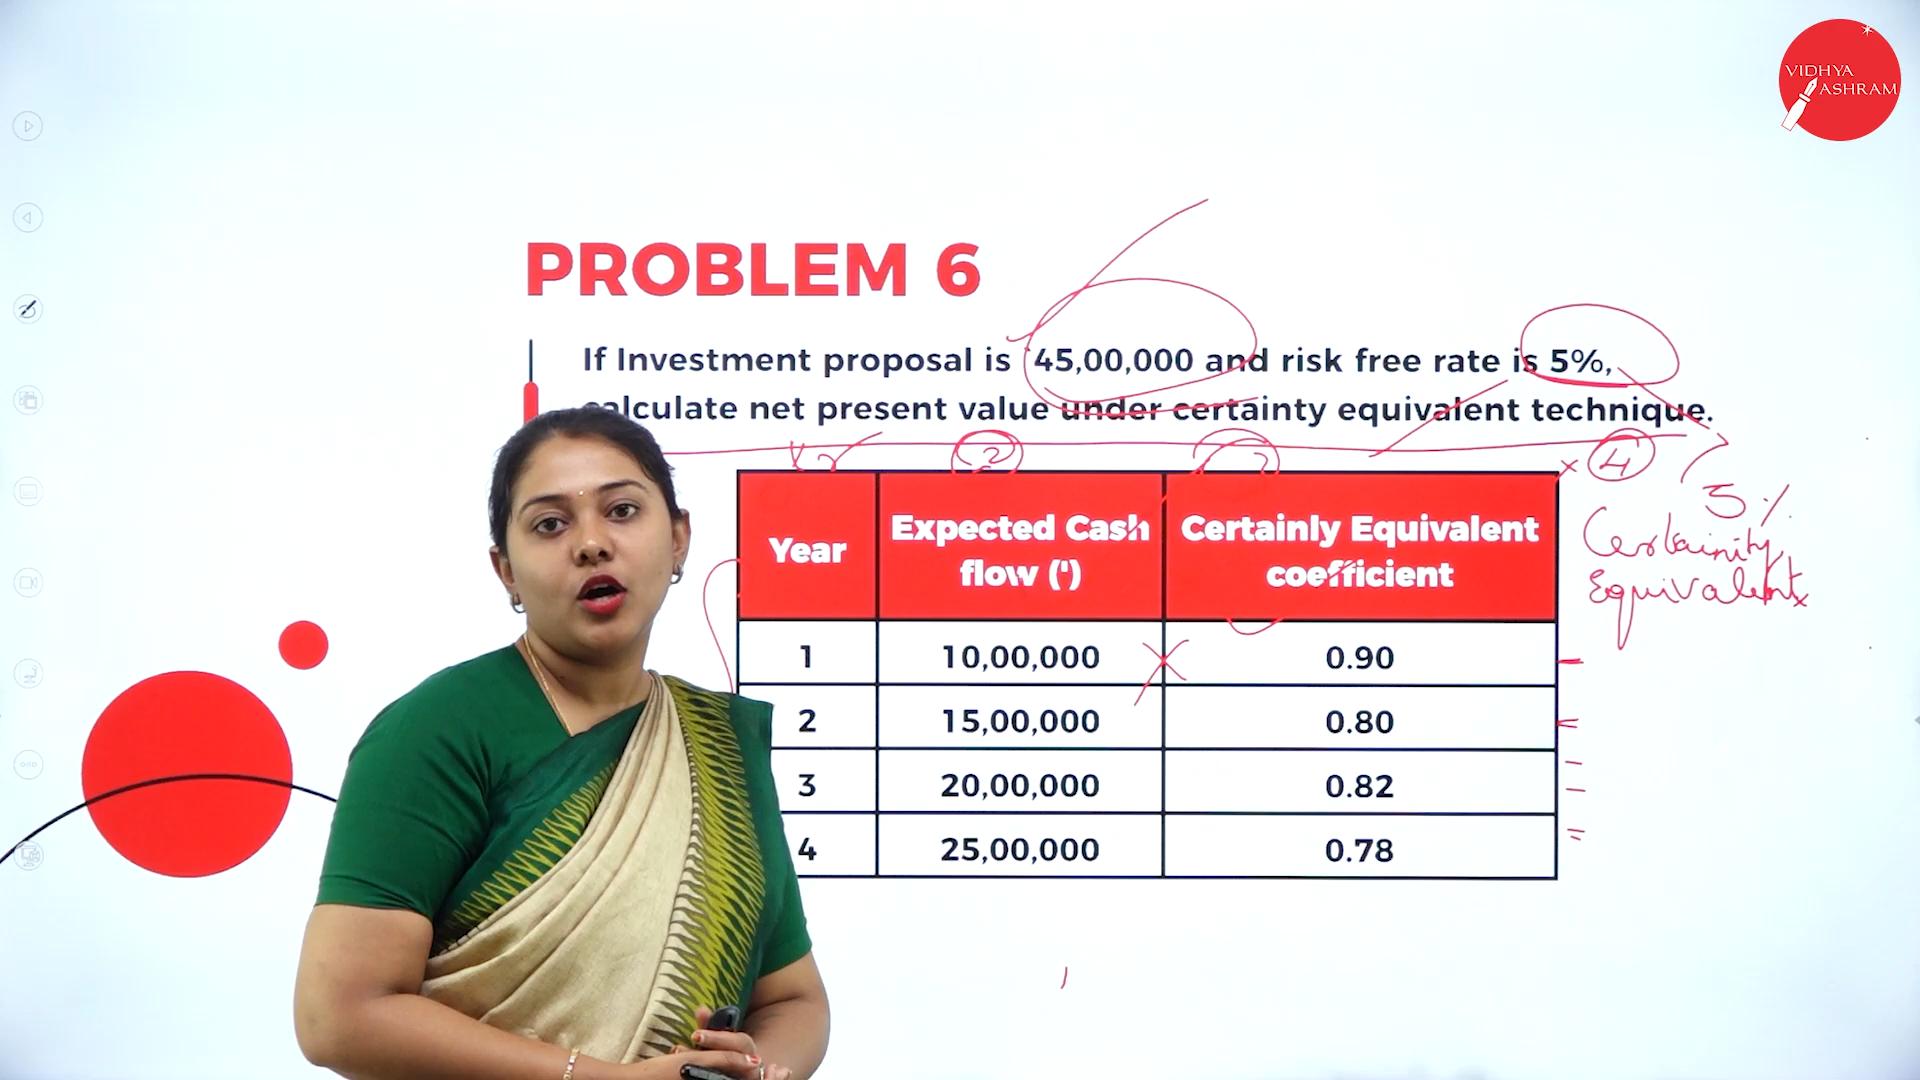 VIDHYA
ASHRAM
PROBLEM 6
If Investment proposal is 45,00,000 and risk free rate is 5%,
calculate net present value under certainty equivalent technique.
2 4
5%
Year Expected Cash flow (') Certainly Equivalent coefficient
Certainity
Equivalent
1 10,00,000 0.90
2 15,00,000 0.80
3 20,00,000 0.82
4 25,00,000 0.78